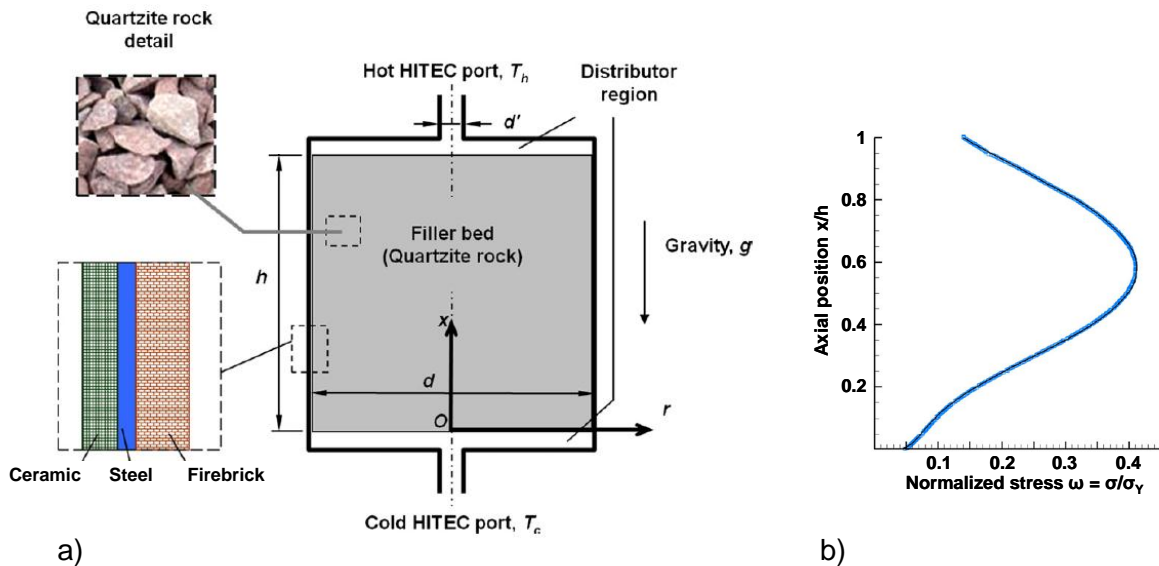 Quartzite rock
detail
Hot HITEC port, T_h
Distributor
region
d'
Filler bed
(Quartzite rock)
Gravity, g
h
x
d
O
r
Ceramic Steel Firebrick
Cold HITEC port, T_c
a)
1
0.8
0.6
0.4
0.2
Axial position x/h
0.1 0.2 0.3 0.4
Normalized stress ω = σ/σ_Y
b)